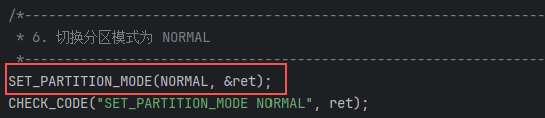 /*----------------------------------------------------------------------
* 6. 切换分区模式为 NORMAL
*----------------------------------------------------------------------
SET_PARTITION_MODE(NORMAL, &ret);
CHECK_CODE("SET_PARTITION_MODE NORMAL", ret);